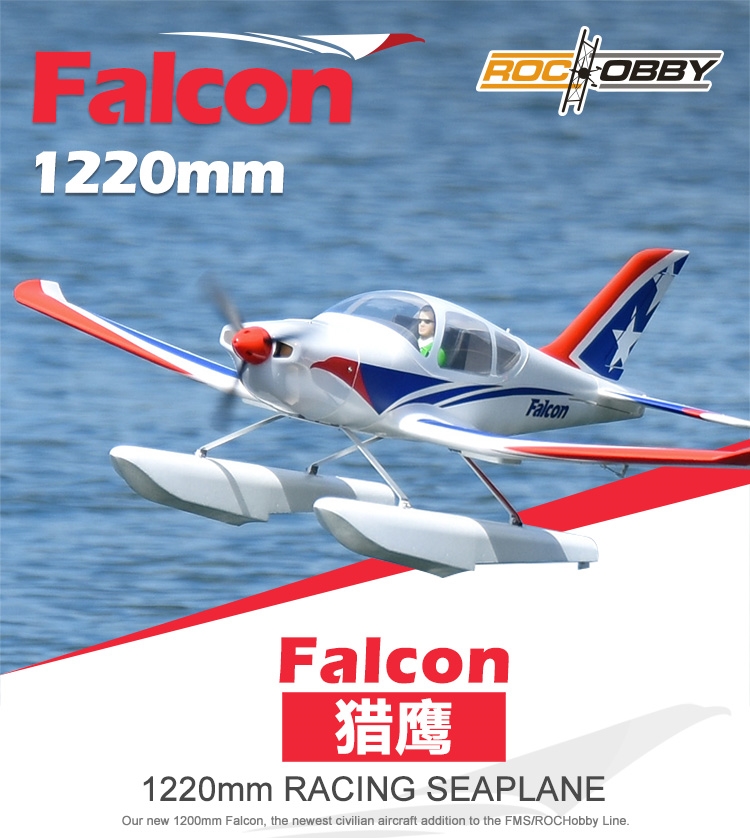 Falcon
ROCHOBBY
1220mm
Falcon
Falcon
猎鹰
1220mm RACING SEAPLANE
Our new 1200mm Falcon, the newest civilian aircraft addition to the FMS/ROCHobby Line.